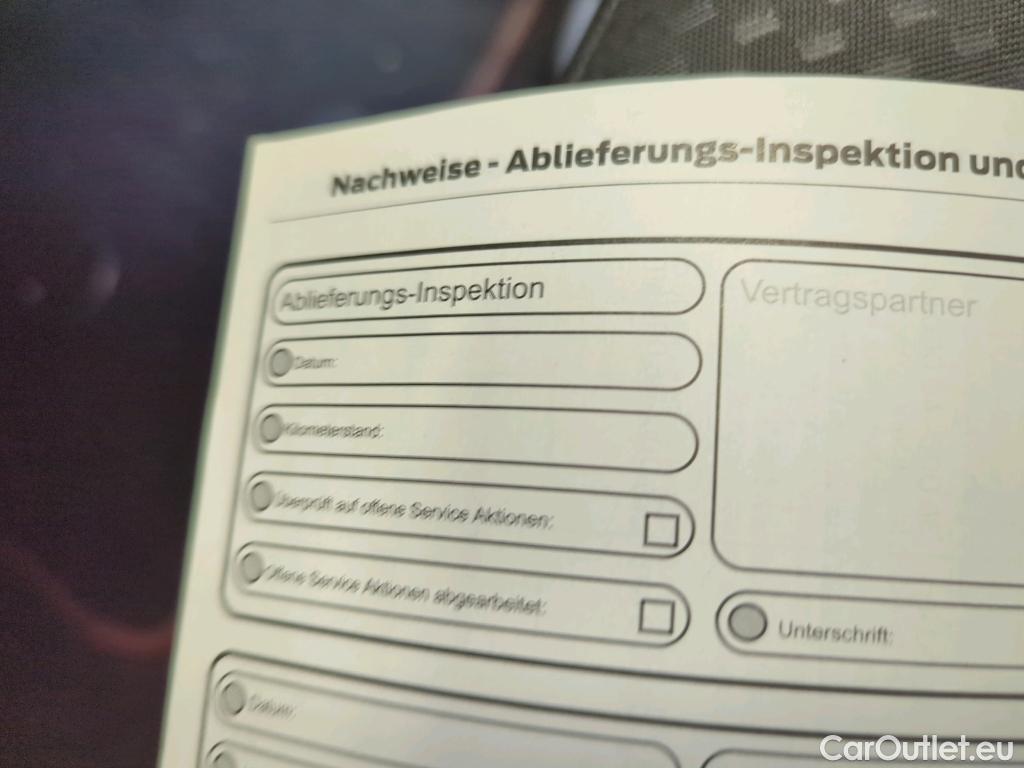 Nachweise - Ablieferungs-Inspektion und
Ablieferungs-Inspektion
Vertragspartner
Datum:
Kilometerstand:
Überprüft auf offene Service Aktionen:
Offene Service Aktionen abgearbeitet:
Unterschrift:
Datum:
CarOutlet.eu